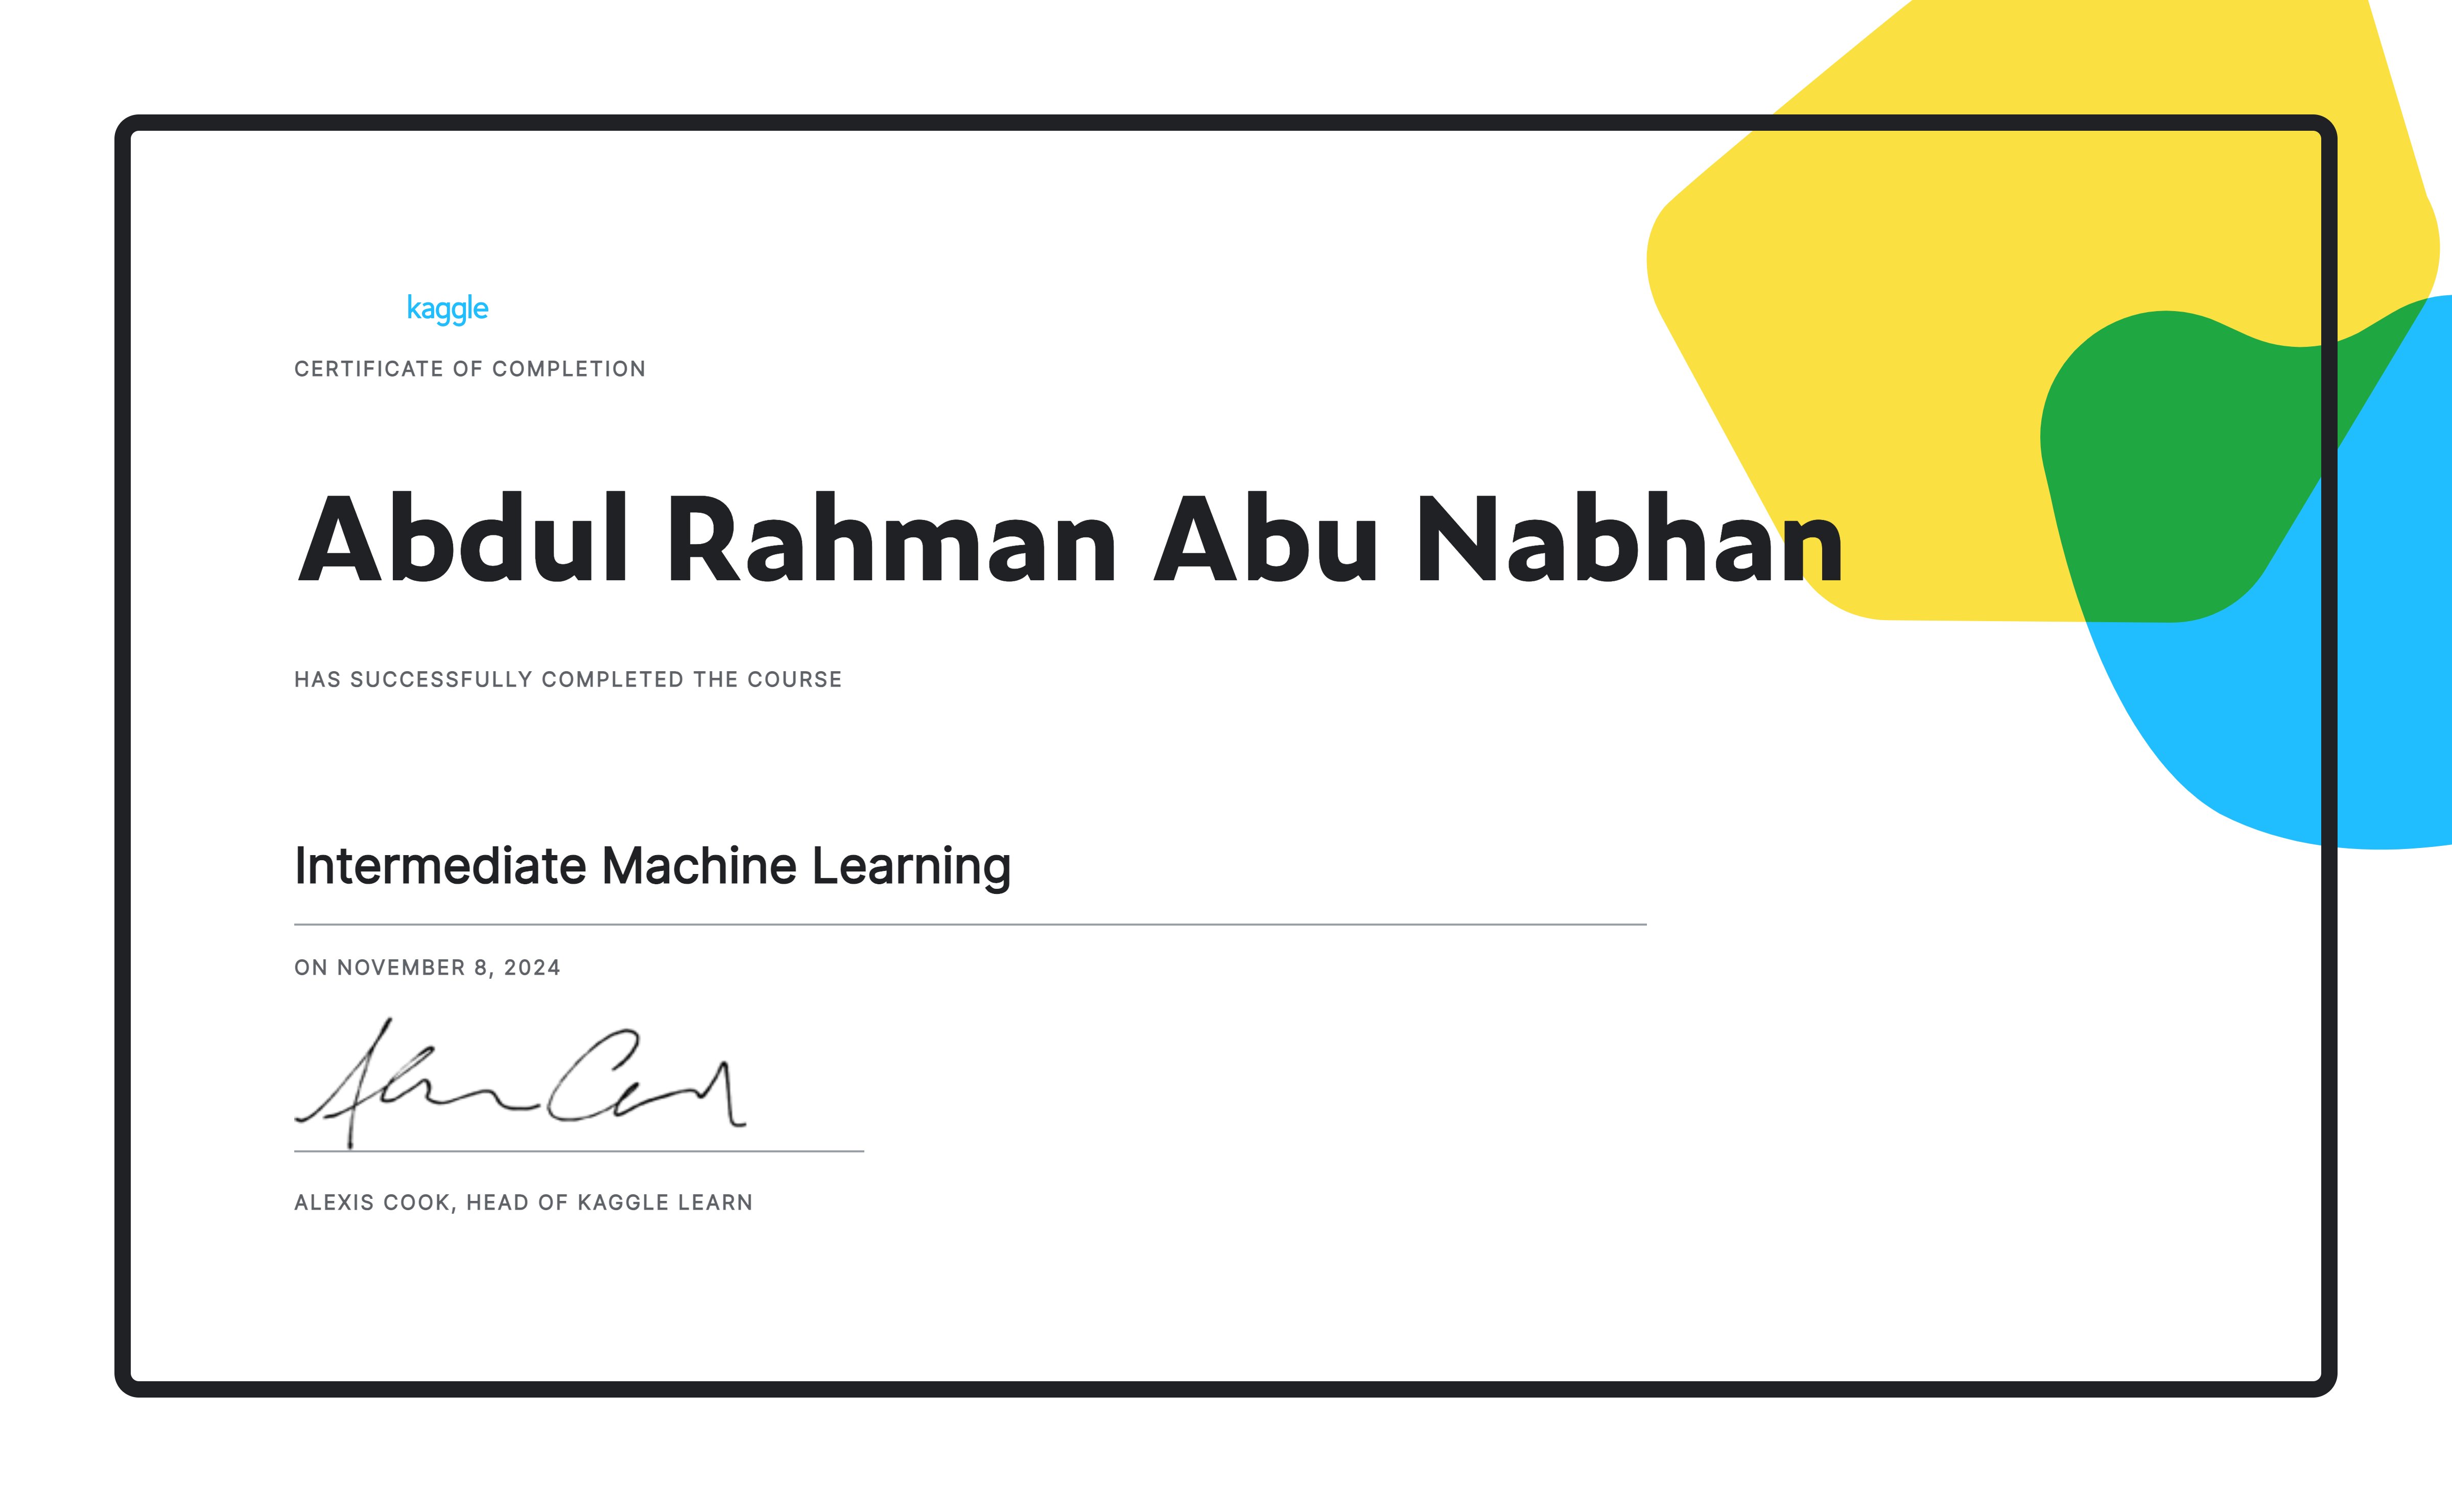 kaggle
CERTIFICATE OF COMPLETION
Abdul Rahman Abu Nabhan
HAS SUCCESSFULLY COMPLETED THE COURSE
Intermediate Machine Learning
ON NOVEMBER 8, 2024
ALEXIS COOK, HEAD OF KAGGLE LEARN